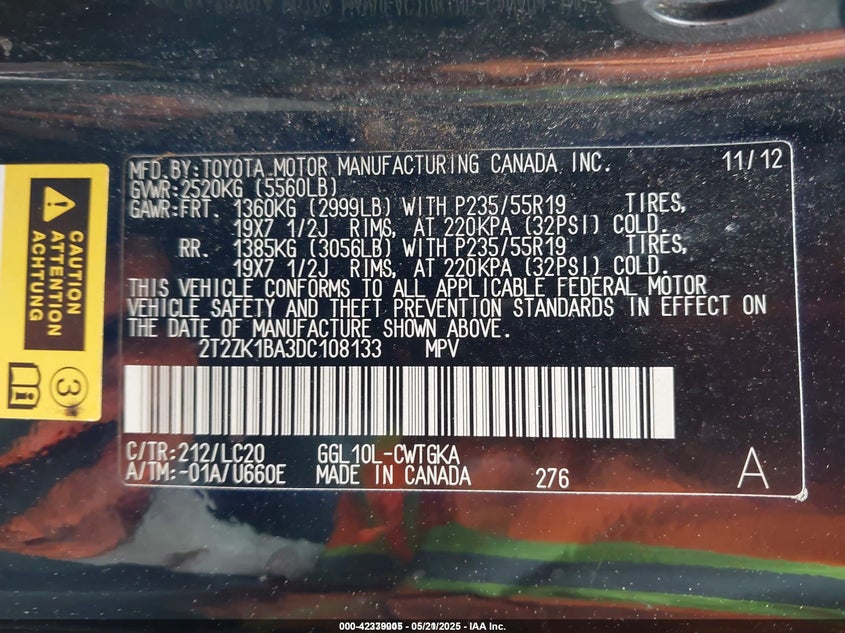 MFD.BY:TOYOTA MOTOR MANUFACTURING CANADA INC. 11/12
GVWR:2520KG (5560LB)
GAWR:FRT. 1360KG (2999LB) WITH P235/55R19 TIRES,
19X7 1/2J RIMS, AT 220KPA (32PSI) COLD.
RR. 1385KG (3056LB) WITH P235/55R19 TIRES,
19X7 1/2J RIMS, AT 220KPA (32PSI) COLD.
THIS VEHICLE CONFORMS TO ALL APPLICABLE FEDERAL MOTOR
VEHICLE SAFETY AND THEFT PREVENTION STANDARDS IN EFFECT ON
THE DATE OF MANUFACTURE SHOWN ABOVE.
2T2ZK1BA3DC108133 MPV
C/TR:212/LC20 GGL10L-CWTGKA
A/TM:-01A/U660E MADE IN CANADA 276 A
CAUTION
ATTENTION
ACHTUNG
3
05/21/2025 - IAA Inc.